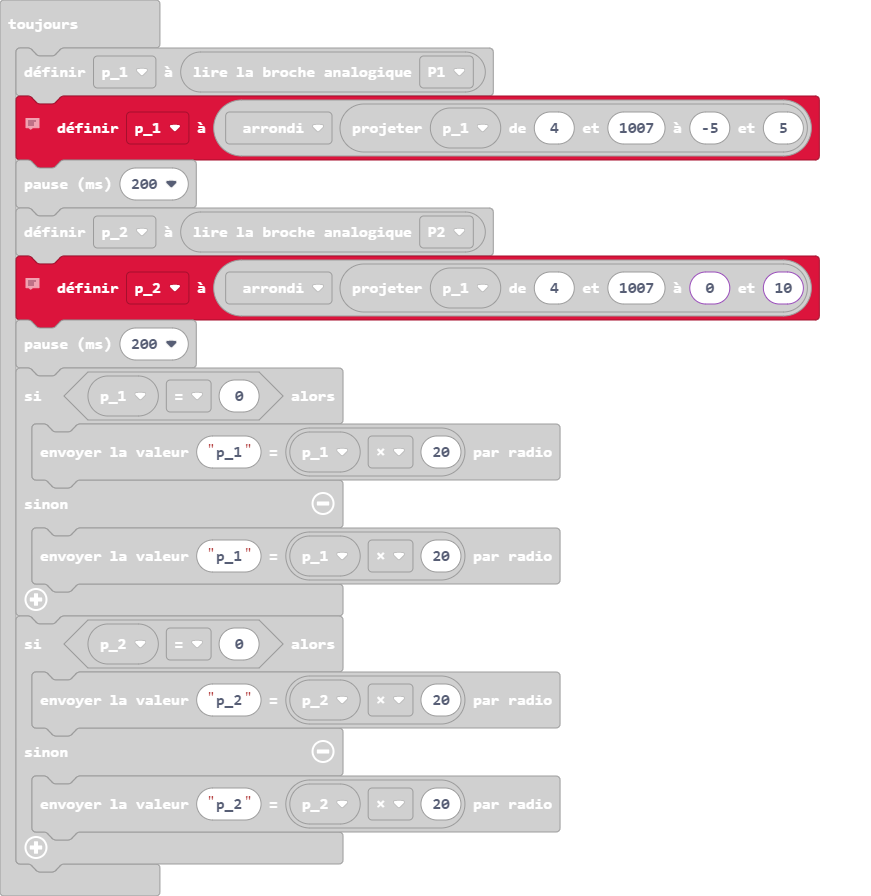 toujours
définir p_1 à lire la broche analogique P1
définir p_1 à arrondi projeter p_1 de 4 et 1007 à -5 et 5
pause (ms) 200
définir p_2 à lire la broche analogique P2
définir p_2 à arrondi projeter p_1 de 4 et 1007 à 0 et 10
pause (ms) 200
si p_1 = 0 alors
envoyer la valeur "p_1" = p_1 × 20 par radio
sinon
envoyer la valeur "p_1" = p_1 × 20 par radio
si p_2 = 0 alors
envoyer la valeur "p_2" = p_2 × 20 par radio
sinon
envoyer la valeur "p_2" = p_2 × 20 par radio